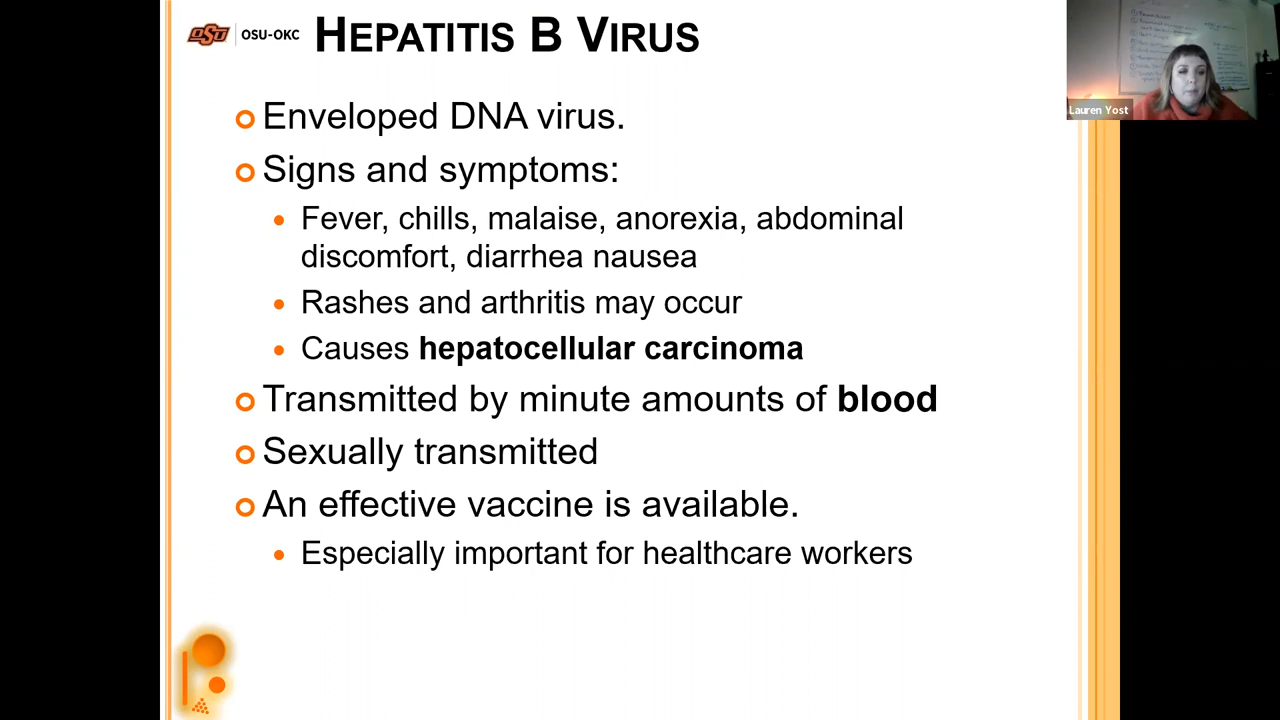 OSU OSU-OKC HEPATITIS B VIRUS
Lauren Yost
Enveloped DNA virus.
Signs and symptoms:
Fever, chills, malaise, anorexia, abdominal
discomfort, diarrhea nausea
Rashes and arthritis may occur
Causes hepatocellular carcinoma
Transmitted by minute amounts of blood
Sexually transmitted
An effective vaccine is available.
Especially important for healthcare workers